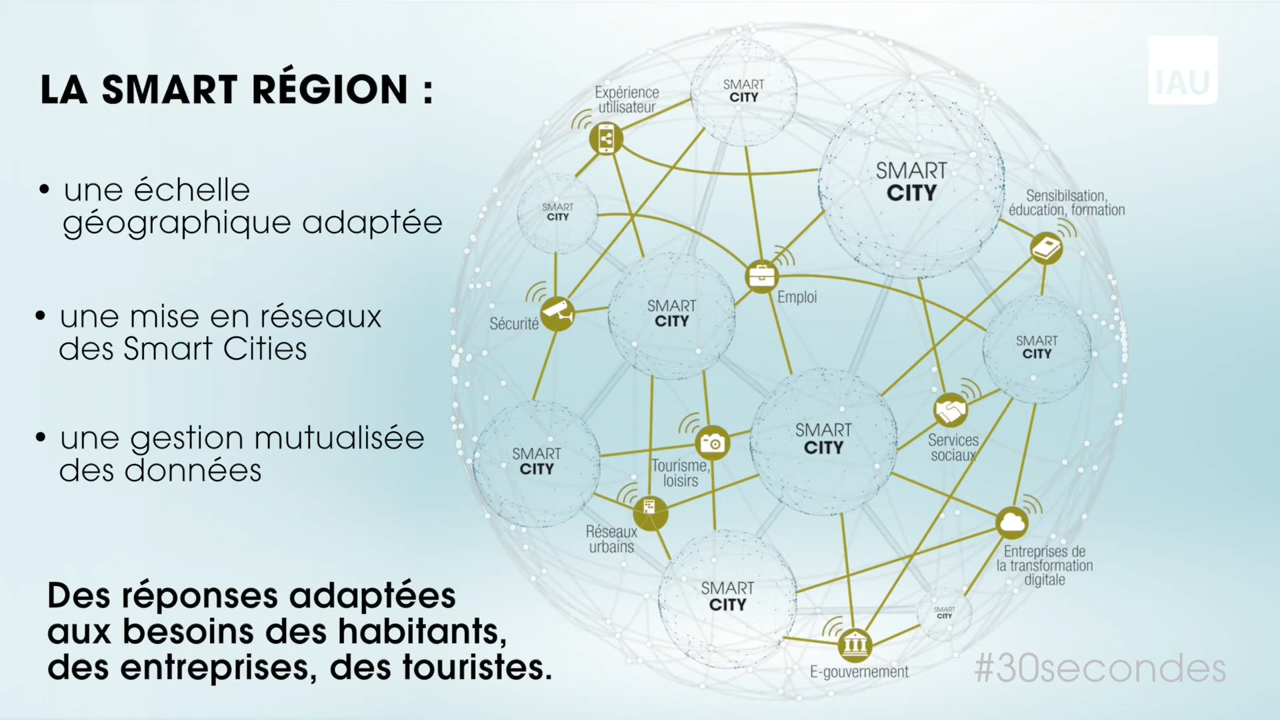 LA SMART RÉGION :
• une échelle
géographique adaptée
• une mise en réseaux
des Smart Cities
• une gestion mutualisée
des données
Des réponses adaptées
aux besoins des habitants,
des entreprises, des touristes.
IAU
SMART
CITY
Expérience
utilisateur
SMART
CITY
SMART
CITY
Sensibilsation,
éducation, formation
Emploi
SMART
CITY
Sécurité
SMART
CITY
SMART
CITY
SMART
CITY
Services
sociaux
Tourisme,
loisirs
Réseaux
urbains
Entreprises de
la transformation
digitale
SMART
CITY
SMART
CITY
E-gouvernement
#30secondes